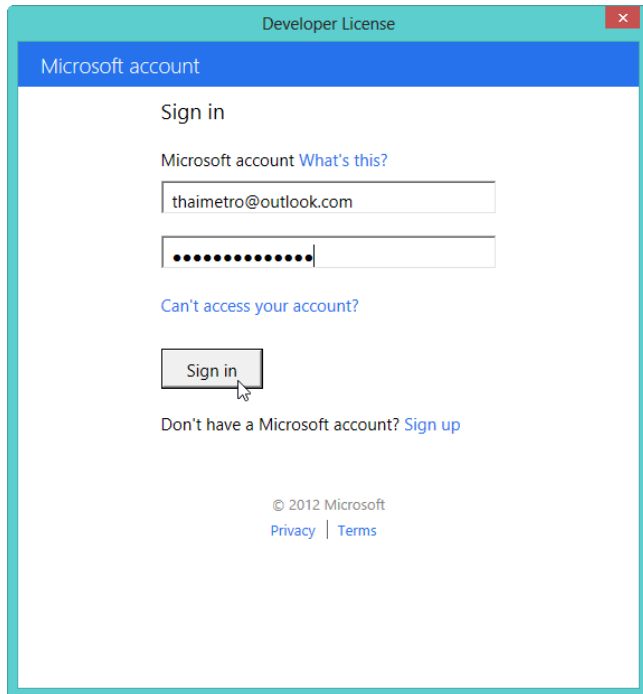 Developer License
Microsoft account
Sign in
Microsoft account What's this?
thaimetro@outlook.com
●●●●●●●●●●●●●●
Can't access your account?
Sign in
Don't have a Microsoft account? Sign up
© 2012 Microsoft
Privacy | Terms